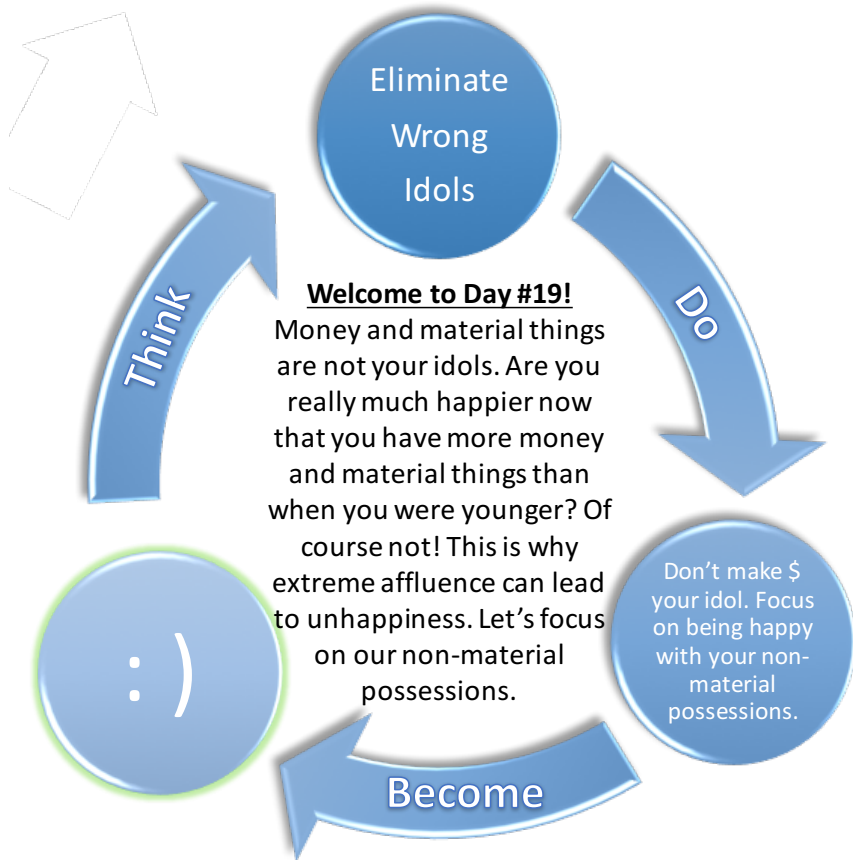 Eliminate
Wrong
Idols
Do
Think
Welcome to Day #19!
Money and material things
are not your idols. Are you
really much happier now
that you have more money
and material things than
when you were younger? Of
course not! This is why
extreme affluence can lead
to unhappiness. Let’s focus
on our non-material
possessions.
Don’t make $
your idol. Focus
on being happy
with your non-
material
possessions.
Become
: )